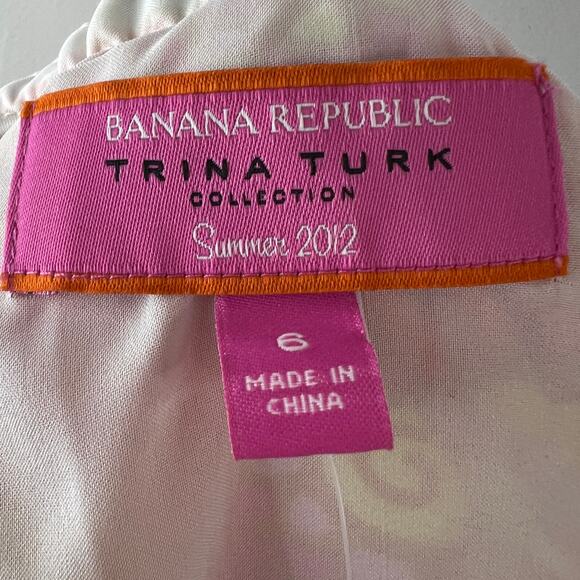 BANANA REPUBLIC
TRINA TURK
COLLECTION
Summer 2012
6
MADE IN
CHINA